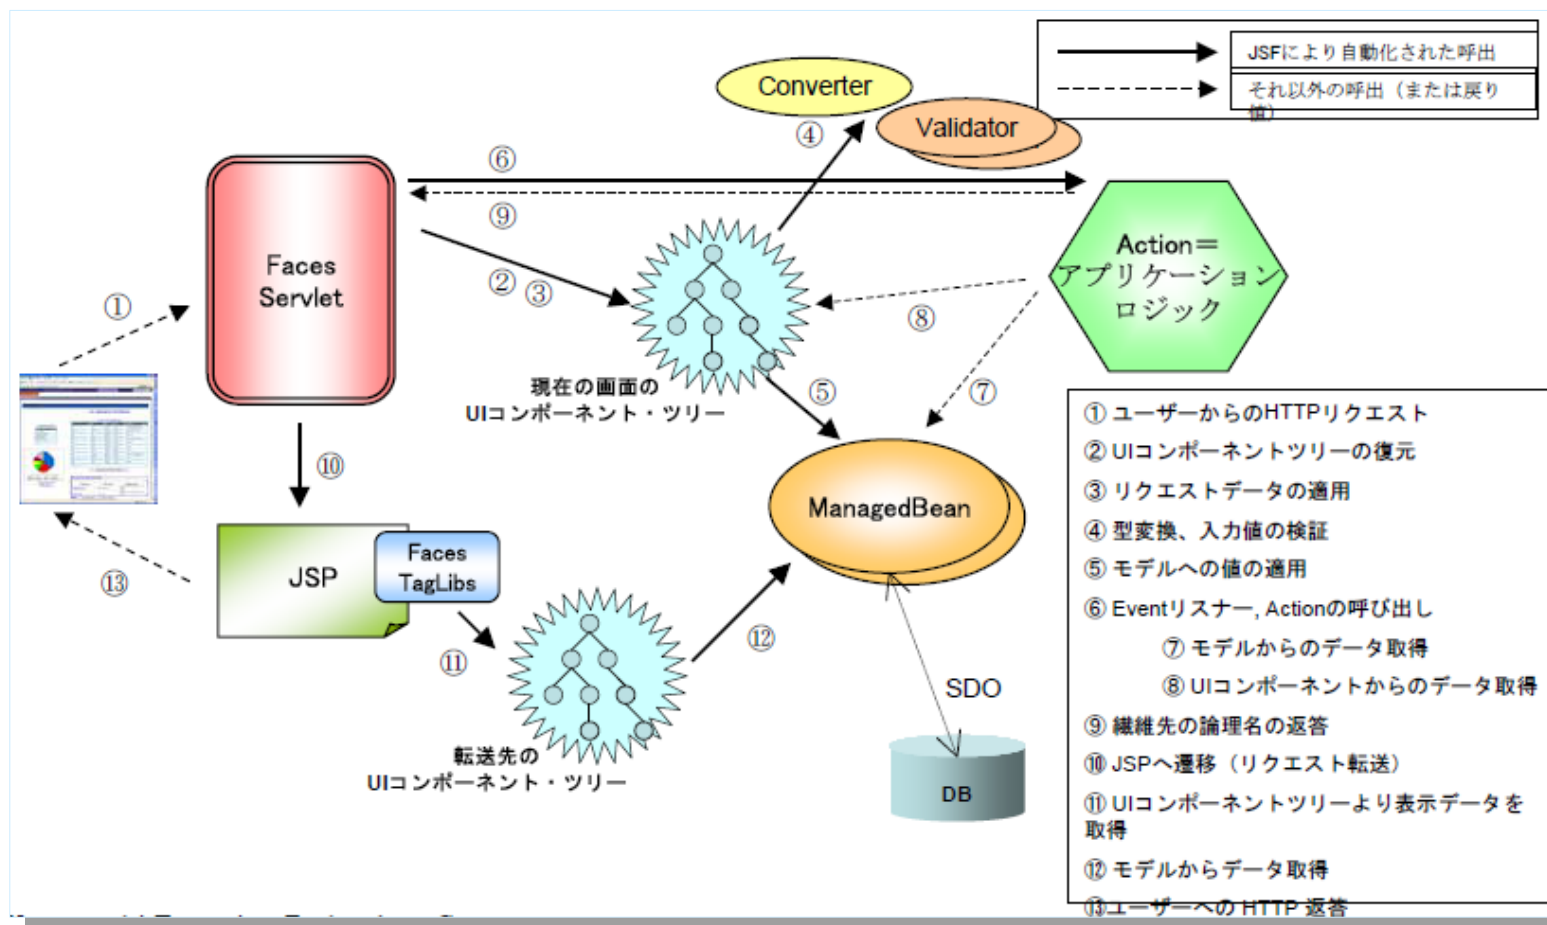 JSFにより自動化された呼出
それ以外の呼出（または戻り
値）
Converter
Validator
④
⑥
⑨
Faces
Servlet
Action＝
アプリケーション
ロジック
②
③
①
⑧
現在の画面の
UIコンポーネント・ツリー
⑤
⑦
⑩
ManagedBean
JSP
Faces
TagLibs
⑬
⑪
⑫
SDO
転送先の
UIコンポーネント・ツリー
DB
① ユーザーからのHTTPリクエスト
② UIコンポーネントツリーの復元
③ リクエストデータの適用
④ 型変換、入力値の検証
⑤ モデルへの値の適用
⑥ Eventリスナー, Actionの呼び出し
⑦ モデルからのデータ取得
⑧ UIコンポーネントからのデータ取得
⑨ 繊維先の論理名の返答
⑩ JSPへ遷移（リクエスト転送）
⑪ UIコンポーネントツリーより表示データを
取得
⑫ モデルからデータ取得
⑬ユーザーへの HTTP 返答